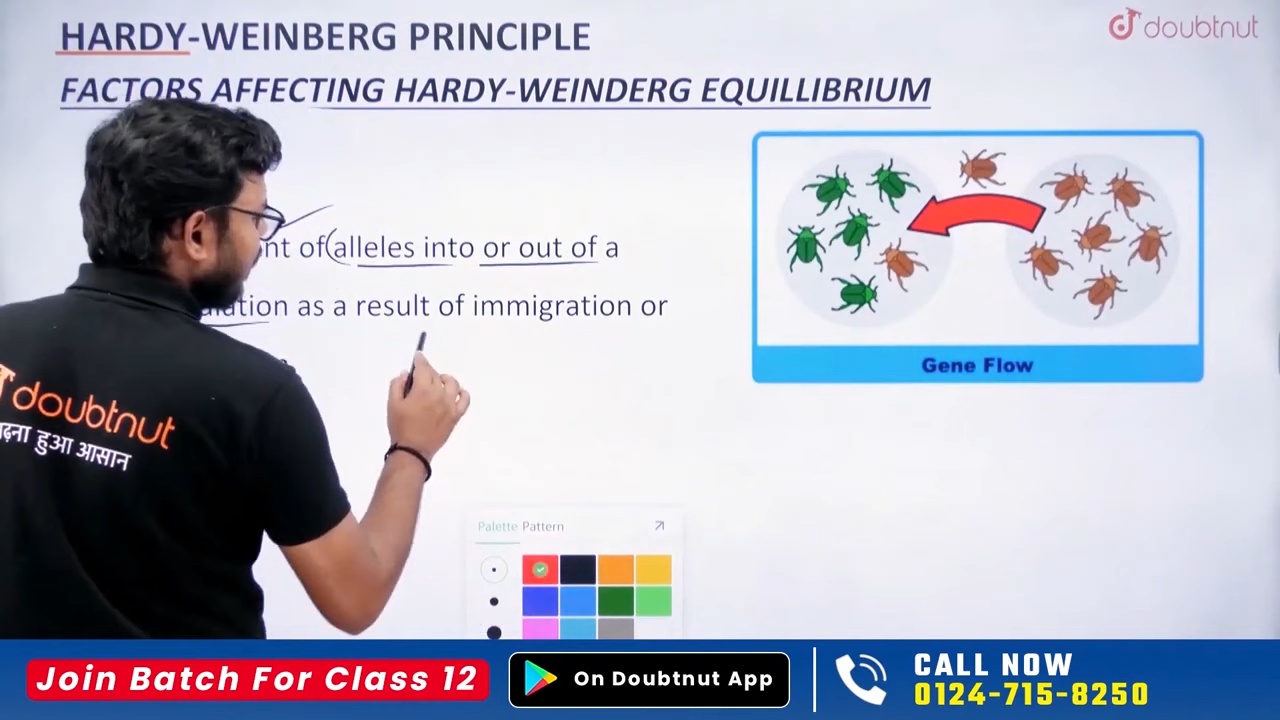 HARDY-WEINBERG PRINCIPLE
doubtnut
FACTORS AFFECTING HARDY-WEINDERG EQUILLIBRIUM
of (alleles into or out of a
as a result of immigration or
Gene Flow
doubtnut
हुआ आसान
Palette Pattern
Join Batch For Class 12
On Doubtnut App
CALL NOW
0124-715-8250